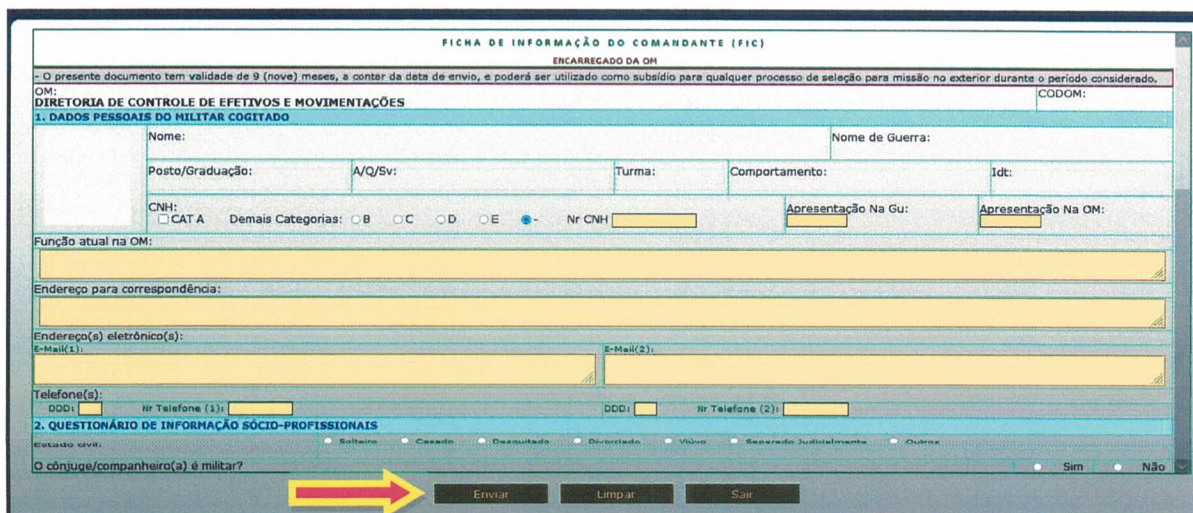 FICHA DE INFORMAÇÃO DO COMANDANTE (FIC)
ENCARREGADO DA OM
- O presente documento tem validade de 9 (nove) meses, a contar da data de envio, e poderá ser utilizado como subsídio para qualquer processo de seleção para missão no exterior durante o período considerado.
OM: CODOM:
DIRETORIA DE CONTROLE DE EFETIVOS E MOVIMENTAÇÕES
1. DADOS PESSOAIS DO MILITAR COGITADO
Nome: Nome de Guerra:
Posto/Graduação: A/Q/Sv: Turma: Comportamento: Idt:
CNH: Apresentação Na Gu: Apresentação Na OM:
CAT A Demais Categorias: B C D E - Nr CNH
Função atual na OM:
Endereço para correspondência:
Endereço(s) eletrônico(s):
E-Mail(1): E-Mail(2):
Telefone(s):
DDD: Nr Telefone (1): DDD: Nr Telefone (2):
2. QUESTIONÁRIO DE INFORMAÇÃO SÓCIO-PROFISSIONAIS
Estado civil: Solteiro Casado Desquitado Divorciado Viúvo Separado Judicialmente Outros
O cônjuge/companheiro(a) é militar? Sim Não
Enviar Limpar Sair